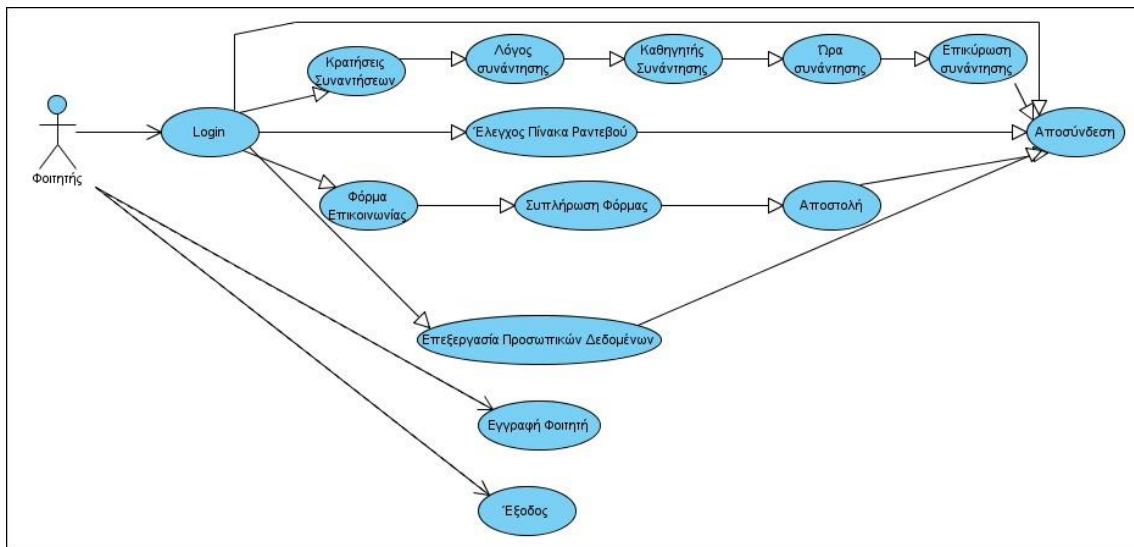 Λόγος
συνάντησης
Καθηγητής
Συνάντησης
Ώρα
συνάντησης
Επικύρωση
συνάντησης
Κρατήσεις
Συναντήσεων
Login
Έλεγχος Πίνακα Ραντεβού
Αποσύνδεση
Φοιτητής
Φόρμα
Επικοινωνίας
Συπλήρωση Φόρμας
Αποστολή
Επεξεργασία Προσωπικών Δεδομένων
Εγγραφή Φοιτητή
Έξοδος